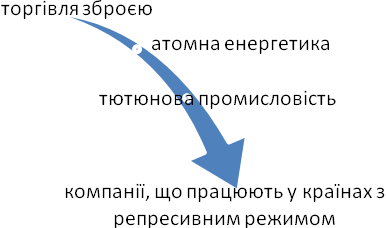 торгівля зброєю
атомна енергетика
тютюнова промисловість
компанії, що працюють у країнах з
репресивним режимом